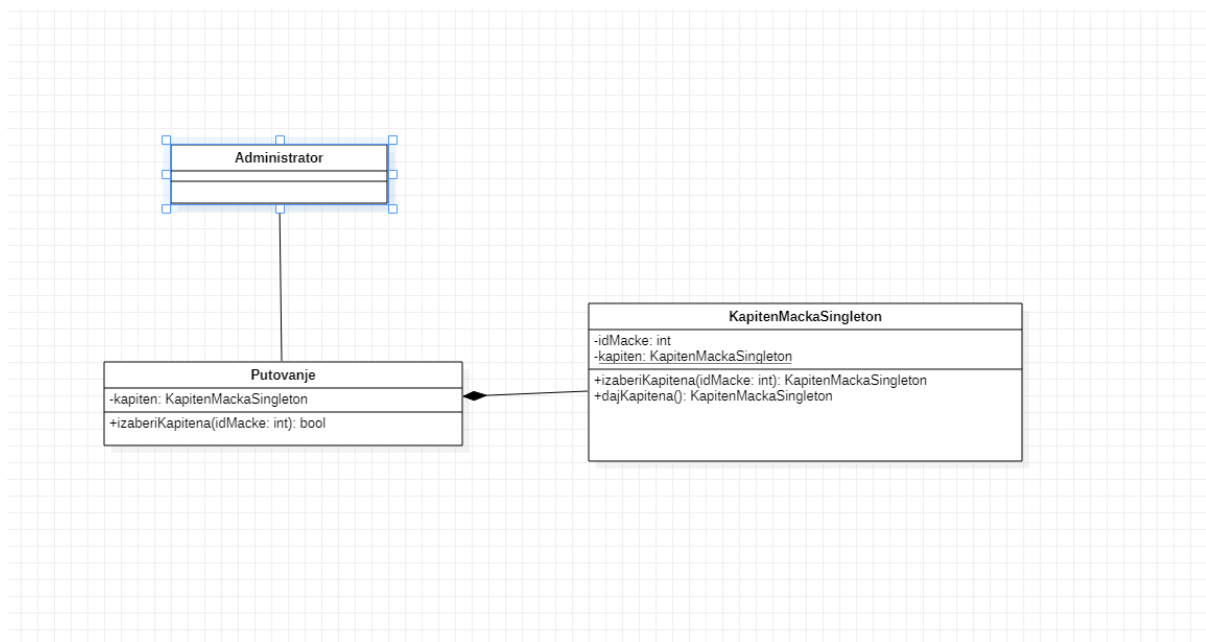 Administrator
KapitenMackaSingleton
-idMacke: int
-kapiten: KapitenMackaSingleton
+izaberiKapitena(idMacke: int): KapitenMackaSingleton
+dajKapitena(): KapitenMackaSingleton
Putovanje
-kapiten: KapitenMackaSingleton
+izaberiKapitena(idMacke: int): bool